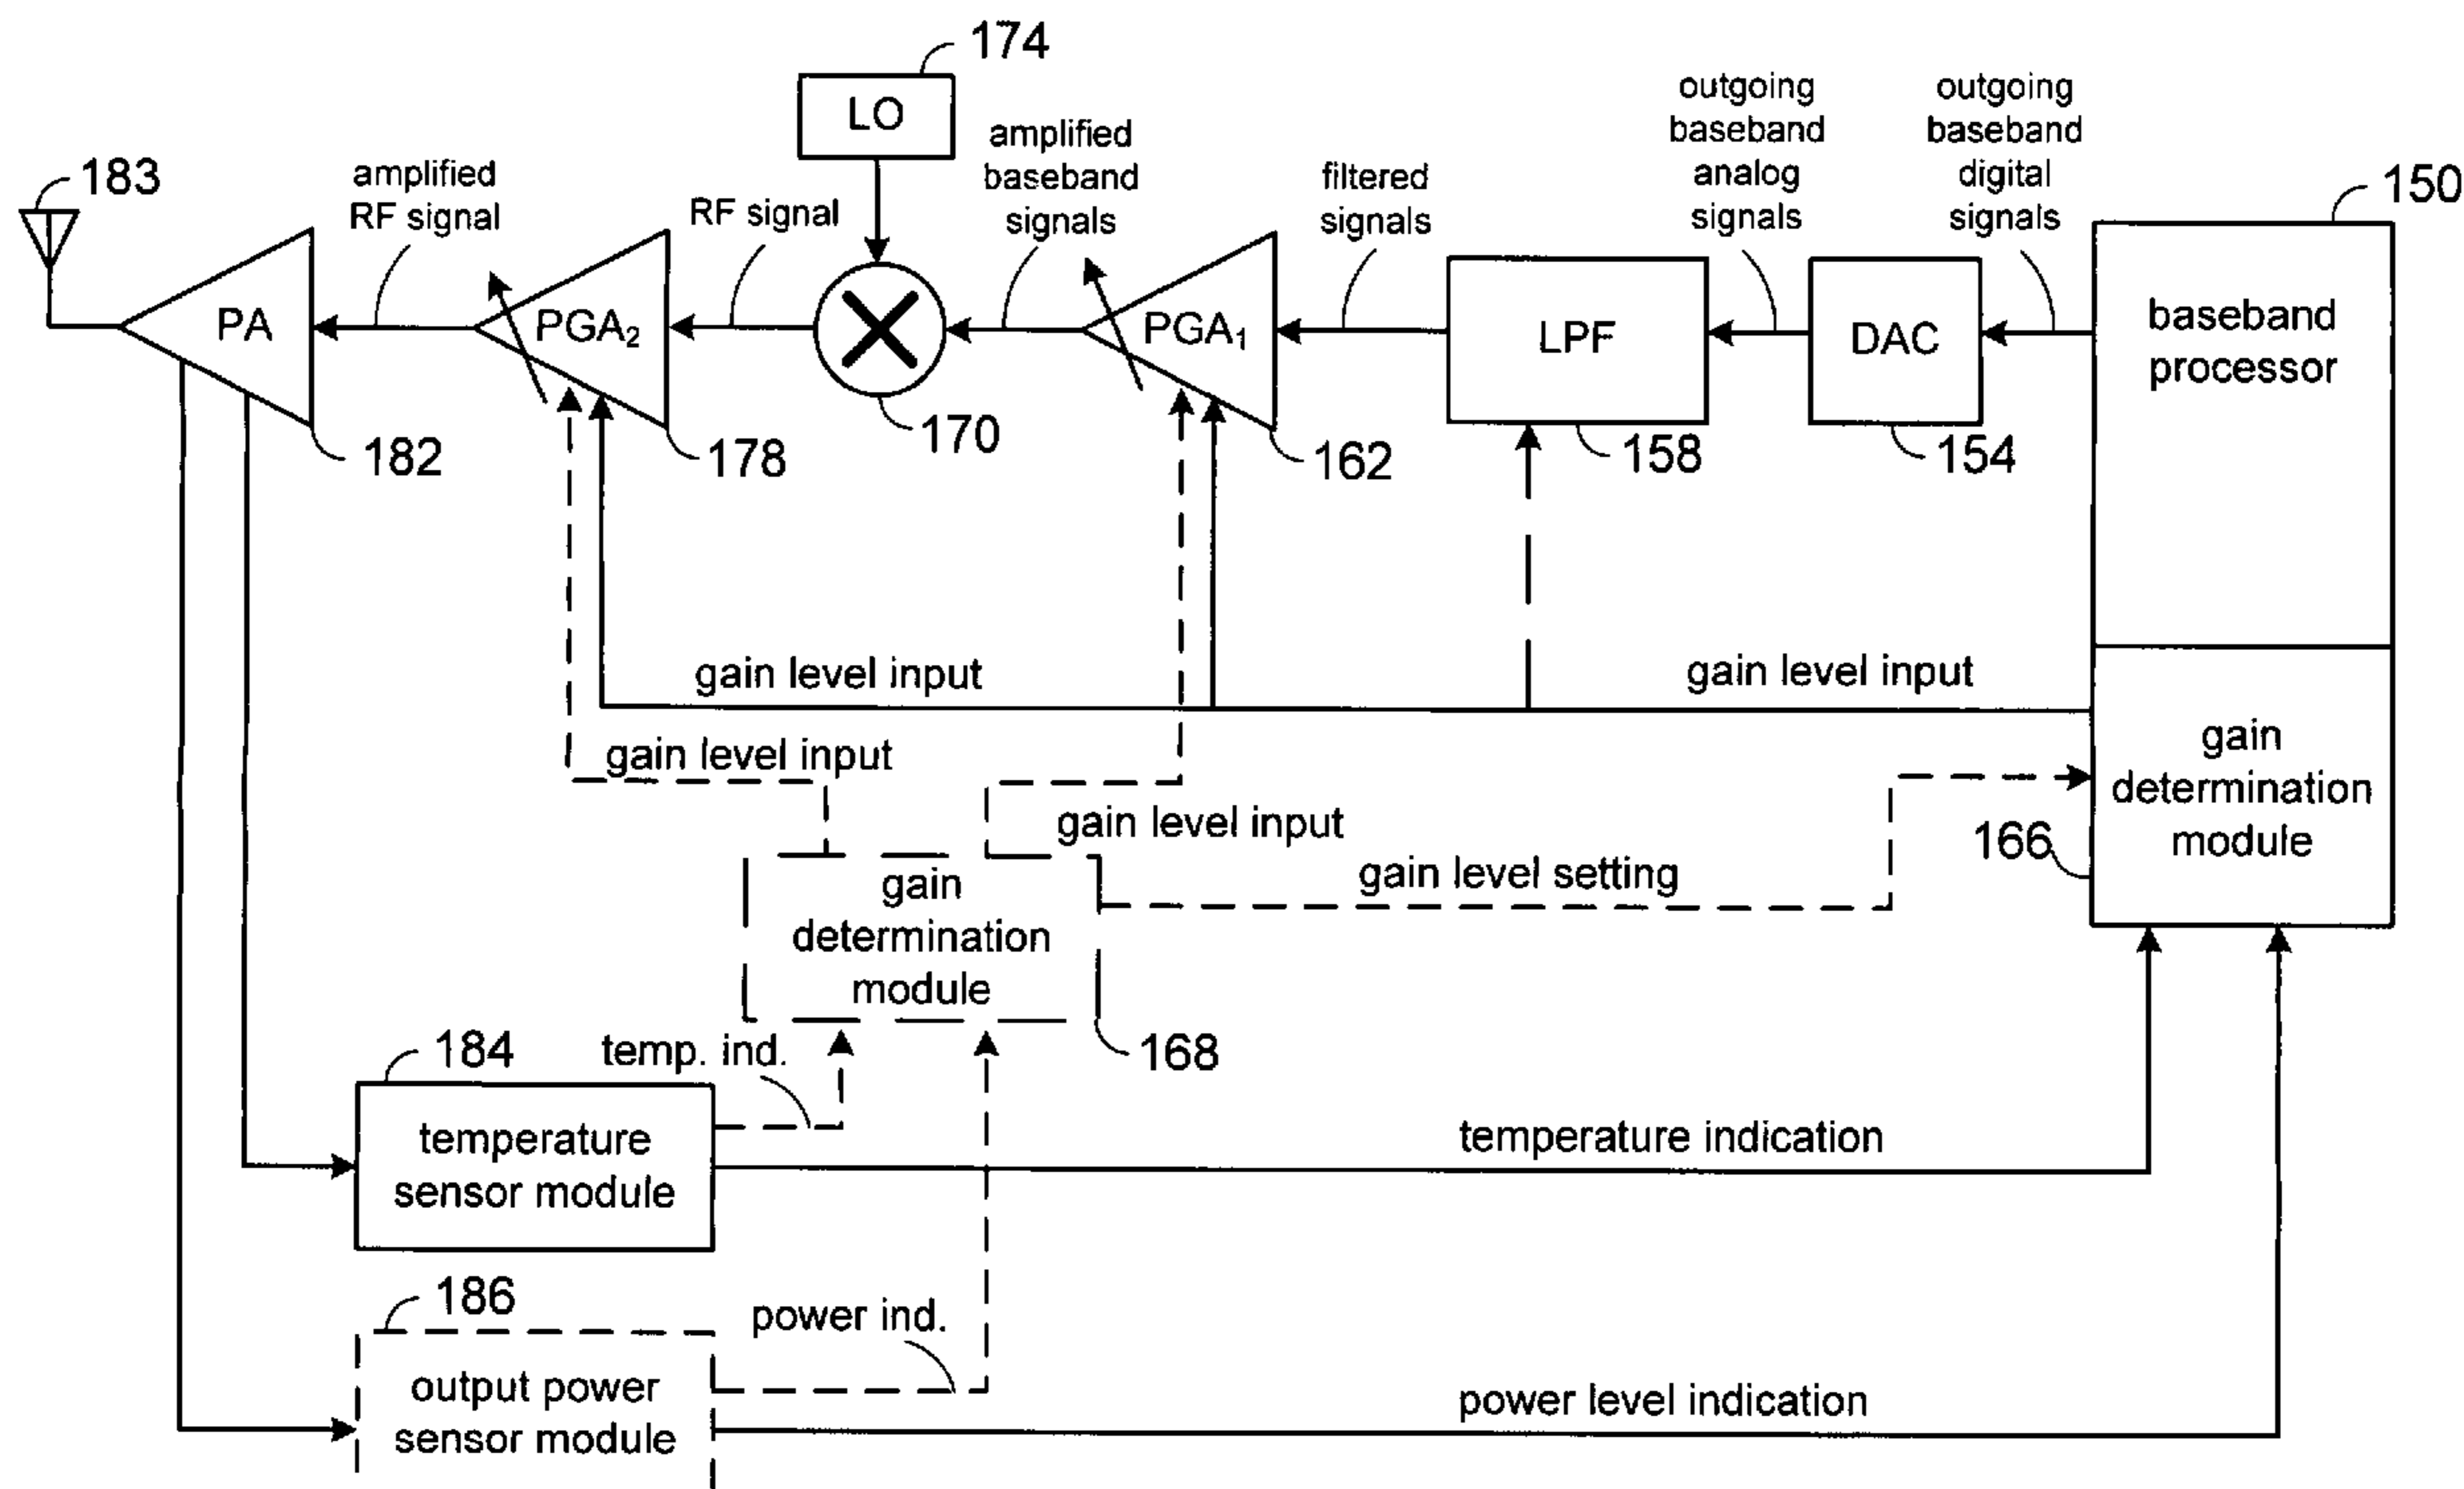 174
LO
outgoing
baseband
analog
signals
outgoing
baseband
digital
signals
amplified
baseband
signals
183
amplified
RF signal
RF signal
filtered
signals
150
PA
PGA2
PGA1
LPF
DAC
baseband
processor
182
178
170
162
158
154
gain level input
gain level input
gain level input
gain level input
gain
determination
module
166
gain level setting
gain
determination
module
168
184
temp. ind.
temperature
sensor module
temperature indication
186
power ind.
output power
sensor module
power level indication